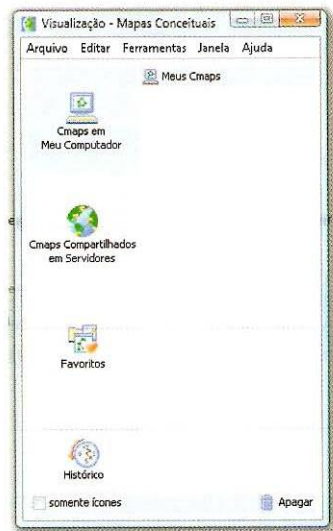 Visualização - Mapas Conceituais
Arquivo Editar Ferramentas Janela Ajuda
Meus Cmaps
Cmaps em
Meu Computador
Cmaps Compartilhados
em Servidores
Favoritos
Histórico
somente ícones
Apagar